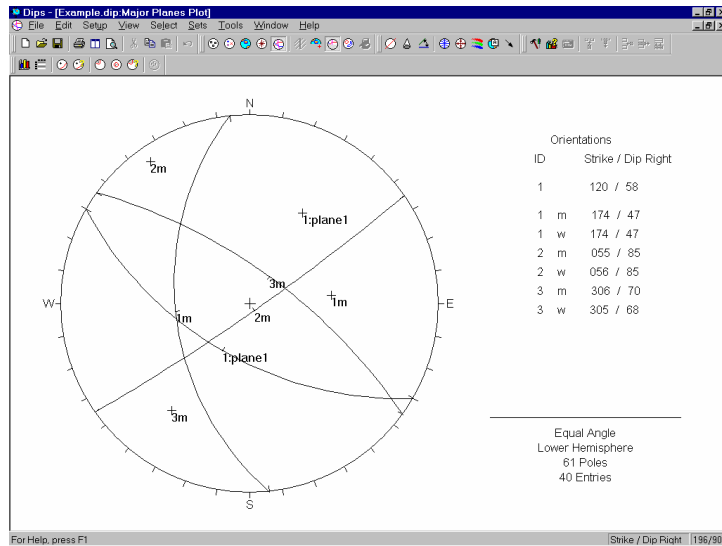 Dips - [Example.dip:Major Planes Plot]
File Edit Setup View Select Sets Tools Window Help
N
2m
1:plane1
3m
W
E
1m
1m
2m
1:plane1
3m
S
Orientations
ID Strike / Dip Right
1 120 / 58
1 m 174 / 47
1 w 174 / 47
2 m 055 / 85
2 w 056 / 85
3 m 306 / 70
3 w 305 / 68
Equal Angle
Lower Hemisphere
61 Poles
40 Entries
For Help, press F1
Strike / Dip Right 196/90